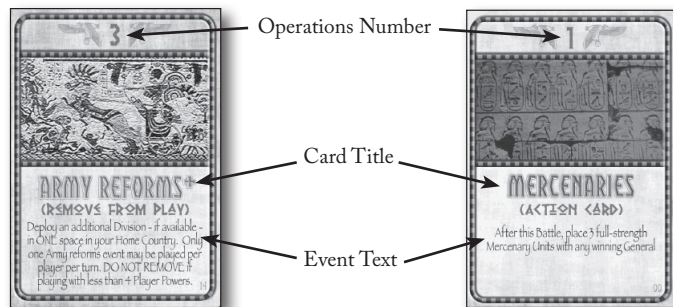 3
Operations Number
1
Card Title
ARMY REFORMS
(REMOVE FROM PLAY)
Deploy an additional Division - if available -
in ONE space in your Home Country. Only
one Army reforms event may be played per
player per turn. DO NOT REMOVE if
playing with less than 4 Player Powers.
14
MERCENARIES
(ACTION CARD)
After this Battle, place 3 full-strength
Mercenary Units with any winning General
Event Text